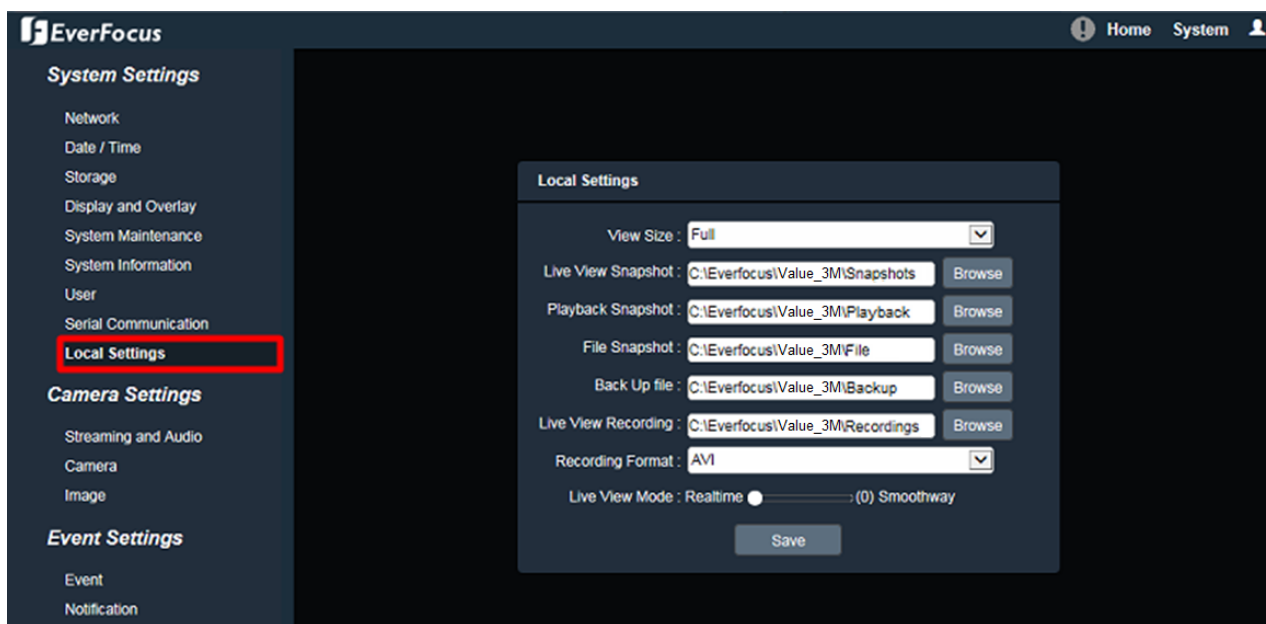 EverFocus
Home System
System Settings
Network
Date / Time
Storage
Display and Overlay
System Maintenance
System Information
User
Serial Communication
Local Settings
Camera Settings
Streaming and Audio
Camera
Image
Event Settings
Event
Notification
Local Settings
View Size : Full
Live View Snapshot : C:\Everfocus\Value_3M\Snapshots Browse
Playback Snapshot : C:\Everfocus\Value_3M\Playback Browse
File Snapshot : C:\Everfocus\Value_3M\File Browse
Back Up file : C:\Everfocus\Value_3M\Backup Browse
Live View Recording : C:\Everfocus\Value_3M\Recordings Browse
Recording Format : AVI
Live View Mode : Realtime (0) Smoothway
Save